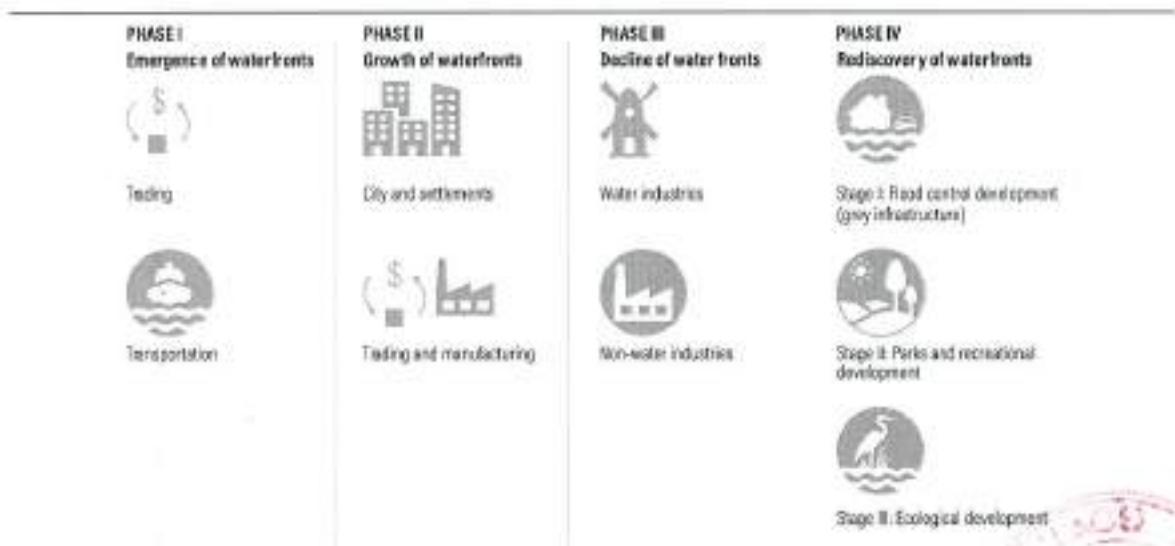 PHASE I
Emergence of waterfronts
Trading
Transportation
PHASE II
Growth of waterfronts
City and settlements
Trading and manufacturing
PHASE III
Decline of water fronts
Water industries
Non-water industries
PHASE IV
Rediscovery of waterfronts
Stage I: Flood control development
(grey infrastructure)
Stage II: Parks and recreational
development
Stage III: Ecological development